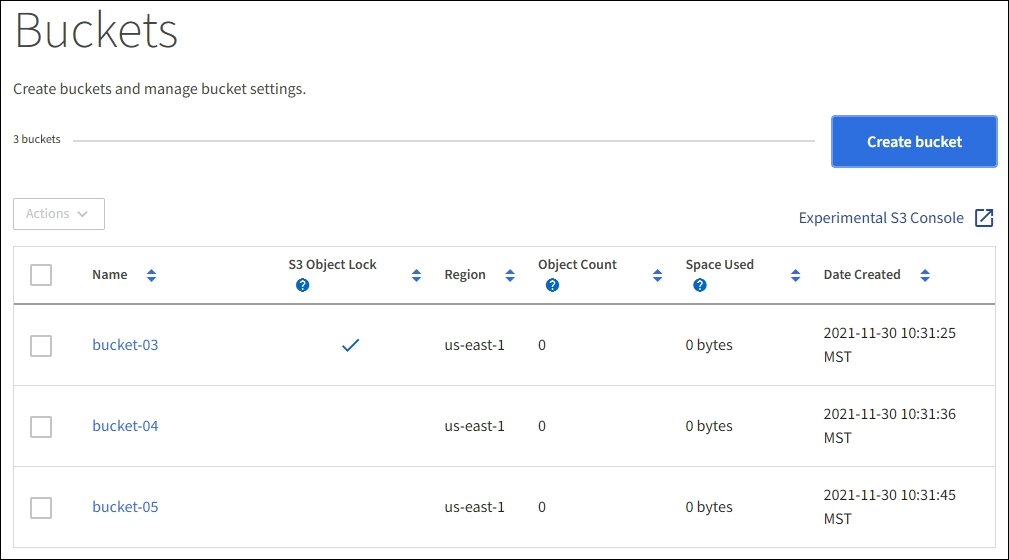 Buckets
Create buckets and manage bucket settings.
3 buckets
Create bucket
Actions
Experimental S3 Console
Name S3 Object Lock Region Object Count Space Used Date Created
? ? ?
bucket-03 us-east-1 0 0 bytes 2021-11-30 10:31:25
MST
bucket-04 us-east-1 0 0 bytes 2021-11-30 10:31:36
MST
bucket-05 us-east-1 0 0 bytes 2021-11-30 10:31:45
MST